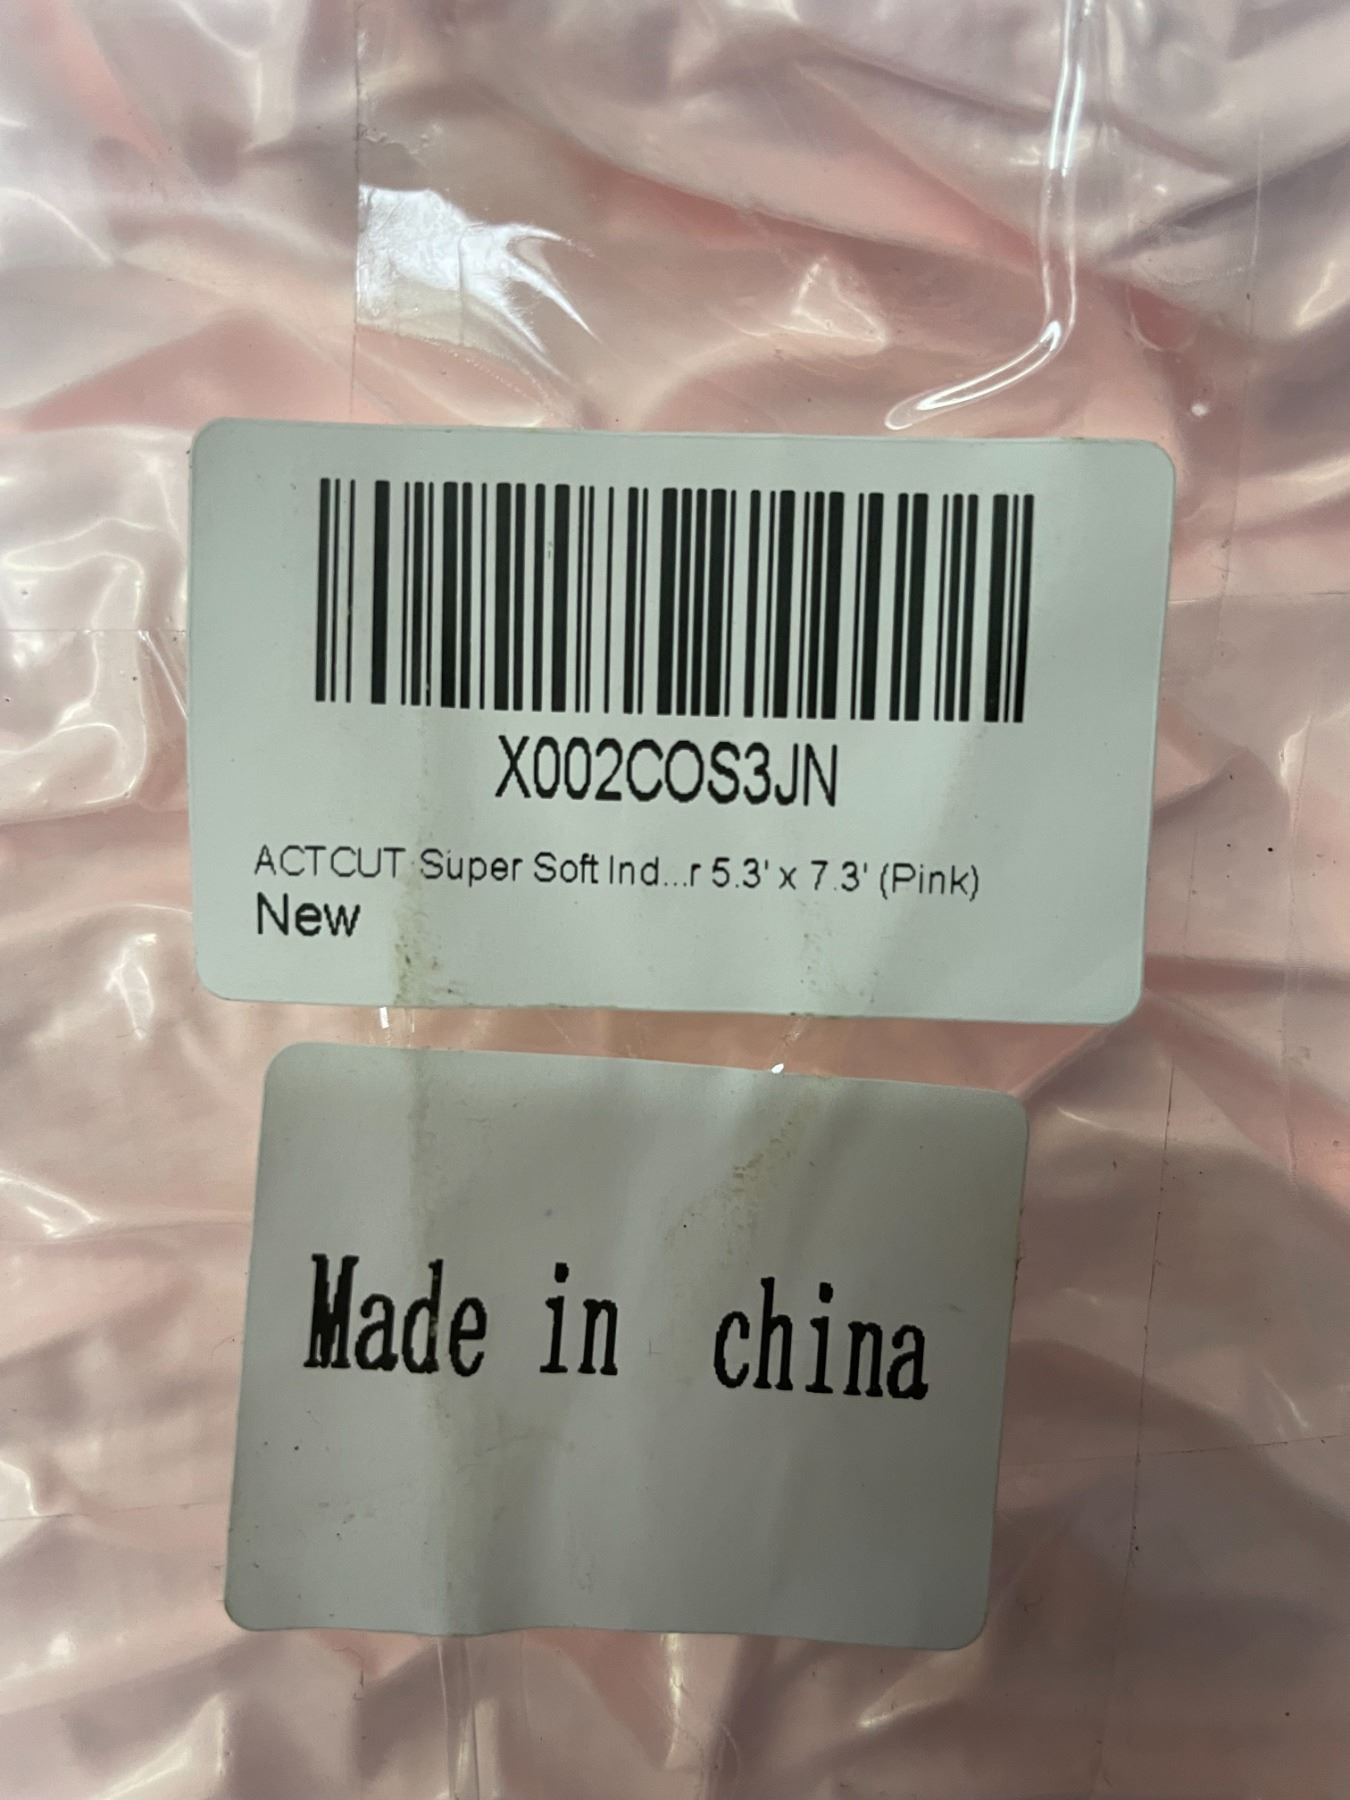 X002COS3JN
ACTCUT Super Soft Ind...r 5.3' x 7.3' (Pink)
New
Made in china